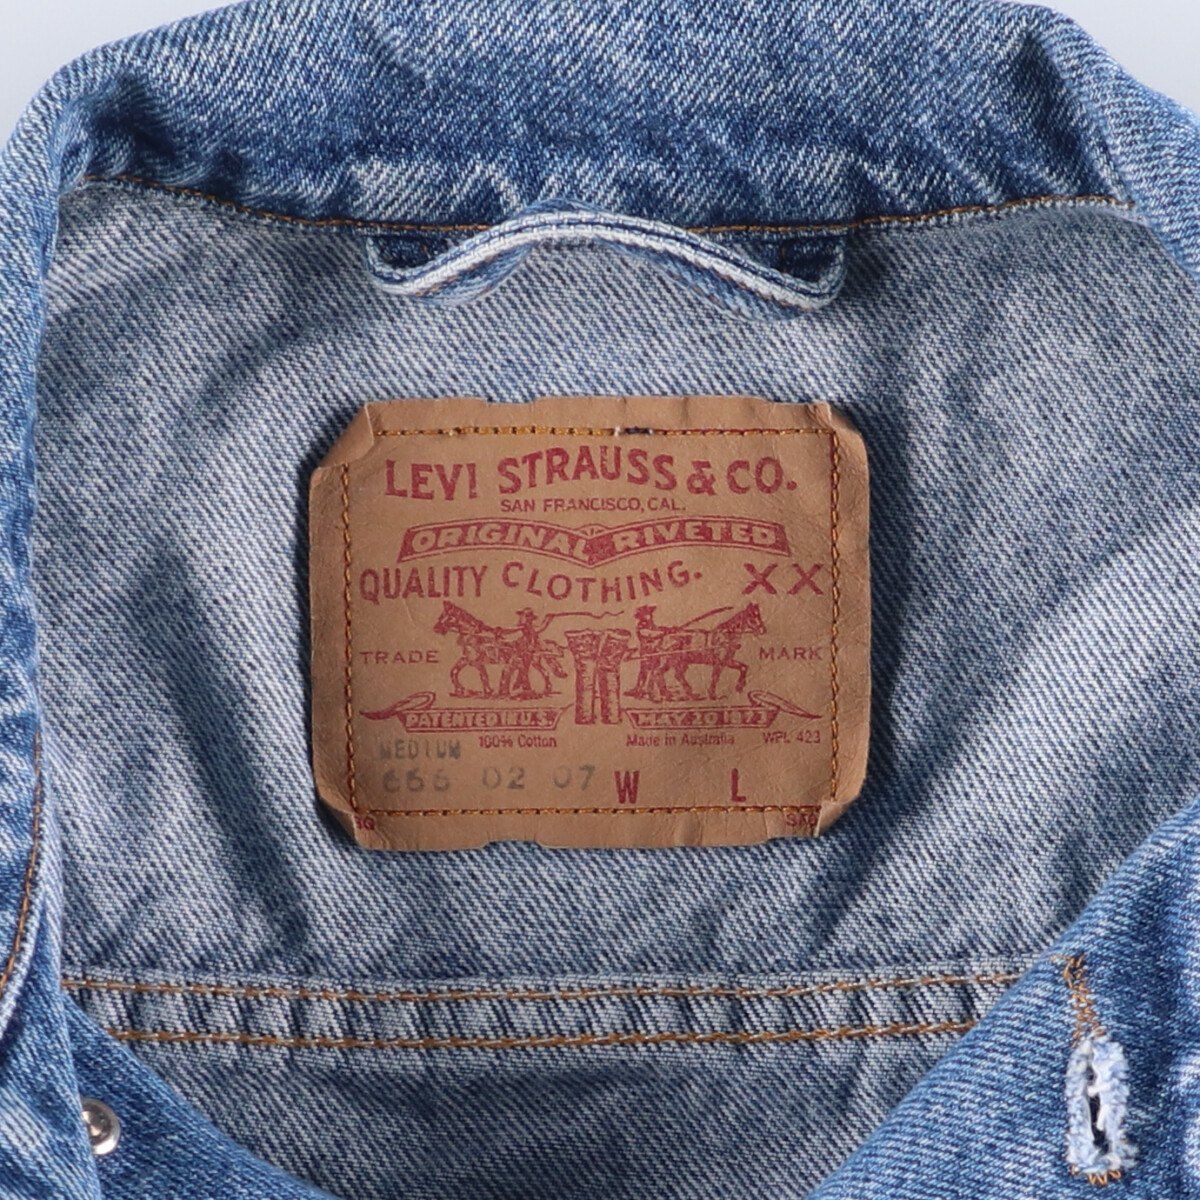 LEVI STRAUSS & CO.
SAN FRANCISCO, CAL.
ORIGINAL RIVETED
QUALITY CLOTHING. XX
TRADE MARK
PATENTED IN U.S. MAY 20 1873
100% Cotton Made in Australia WPL 423
MEDIUM
666 02 07 W L